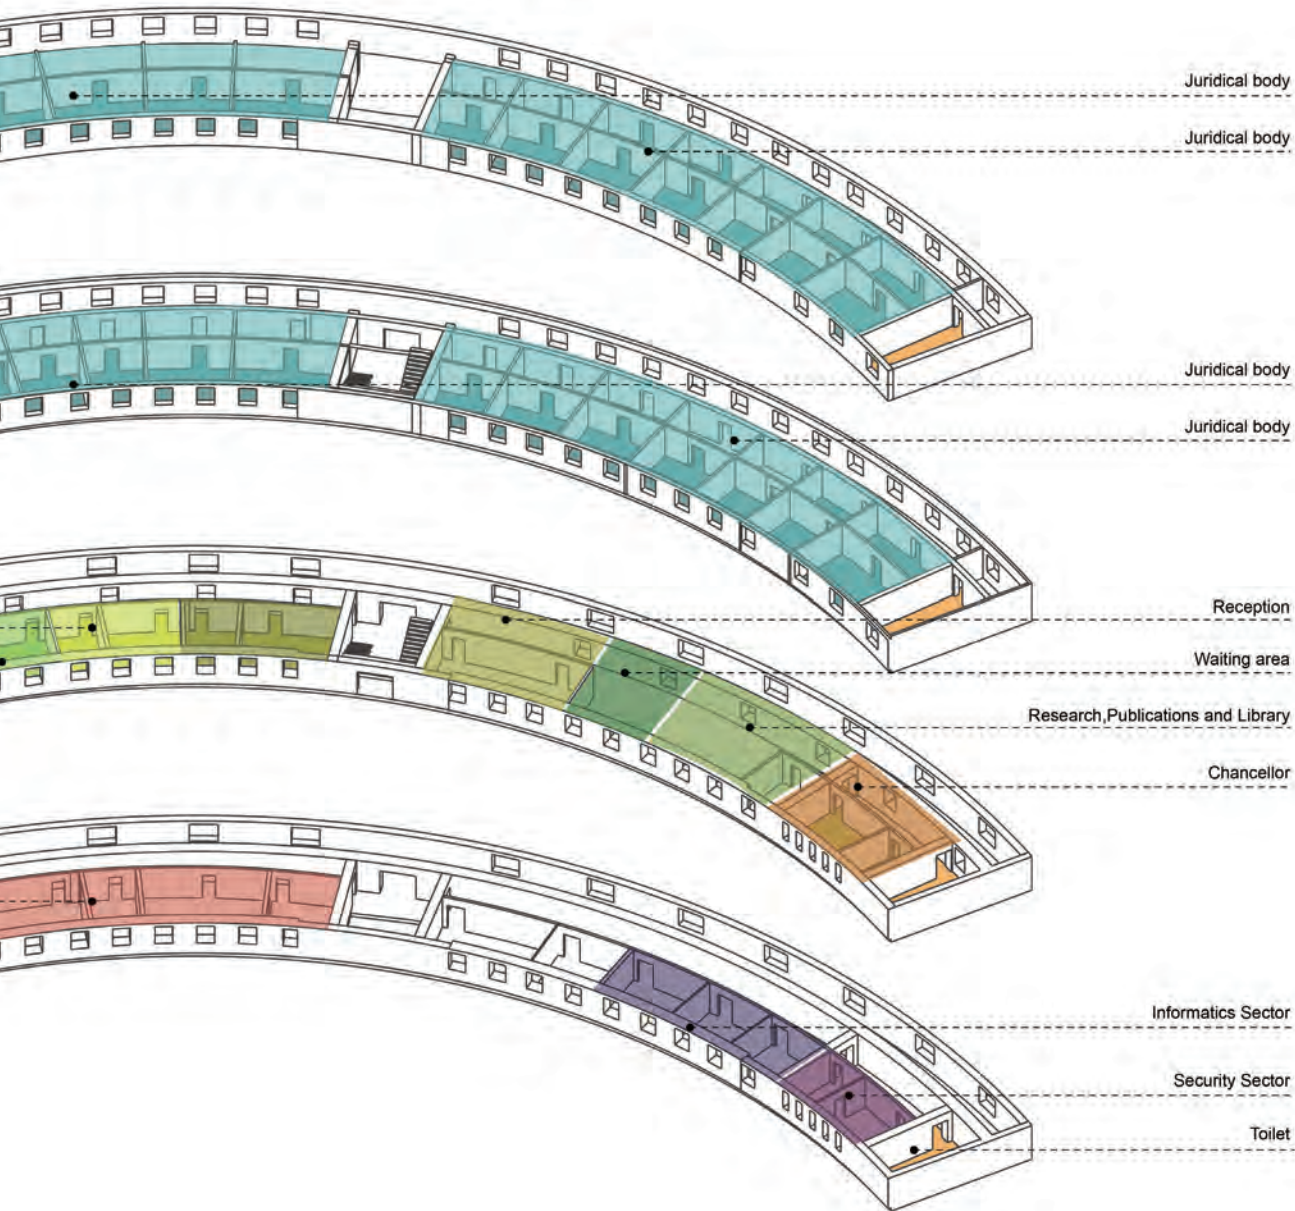 Juridical body
Juridical body
Juridical body
Juridical body
Reception
Waiting area
Research,Publications and Library
Chancellor
Informatics Sector
Security Sector
Toilet